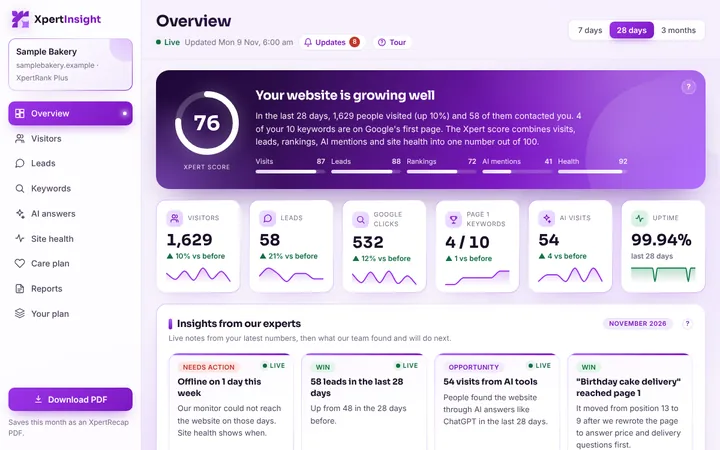 XpertInsight
Sample Bakery
samplebakery.example ·
XpertRank Plus
Overview
Visitors
Leads
Keywords
AI answers
Site health
Care plan
Reports
Your plan
Download PDF
Saves this month as an XpertRecap
PDF.
Overview
Live Updated Mon 9 Nov, 6:00 am Updates 8 Tour
7 days 28 days 3 months
76
XPERT SCORE
Your website is growing well
?
In the last 28 days, 1,629 people visited (up 10%) and 58 of them contacted you. 4
of your 10 keywords are on Google's first page. The Xpert score combines visits,
leads, rankings, AI mentions and site health into one number out of 100.
Visits 87 Leads 88 Rankings 72 AI mentions 41 Health 92
VISITORS
1,629
▲ 10% vs before
LEADS
58
▲ 21% vs before
GOOGLE
CLICKS
532
▲ 12% vs before
PAGE 1
KEYWORDS
4 / 10
▲ 1 vs before
AI VISITS
54
▲ 4 vs before
UPTIME
99.94%
last 28 days
Insights from our experts
NOVEMBER 2026 ?
Live notes from your latest numbers, then what our team found and will do next.
NEEDS ACTION LIVE
Offline on 1 day this
week
Our monitor could not reach
the website on those days.
Site health shows when.
WIN LIVE
58 leads in the last 28
days
Up from 48 in the 28 days
before.
OPPORTUNITY LIVE
54 visits from AI tools
People found the website
through AI answers like
ChatGPT in the last 28 days.
WIN
"Birthday cake delivery"
reached page 1
It moved from position 13 to
9 after we rewrote the page
to answer price and delivery
questions first.